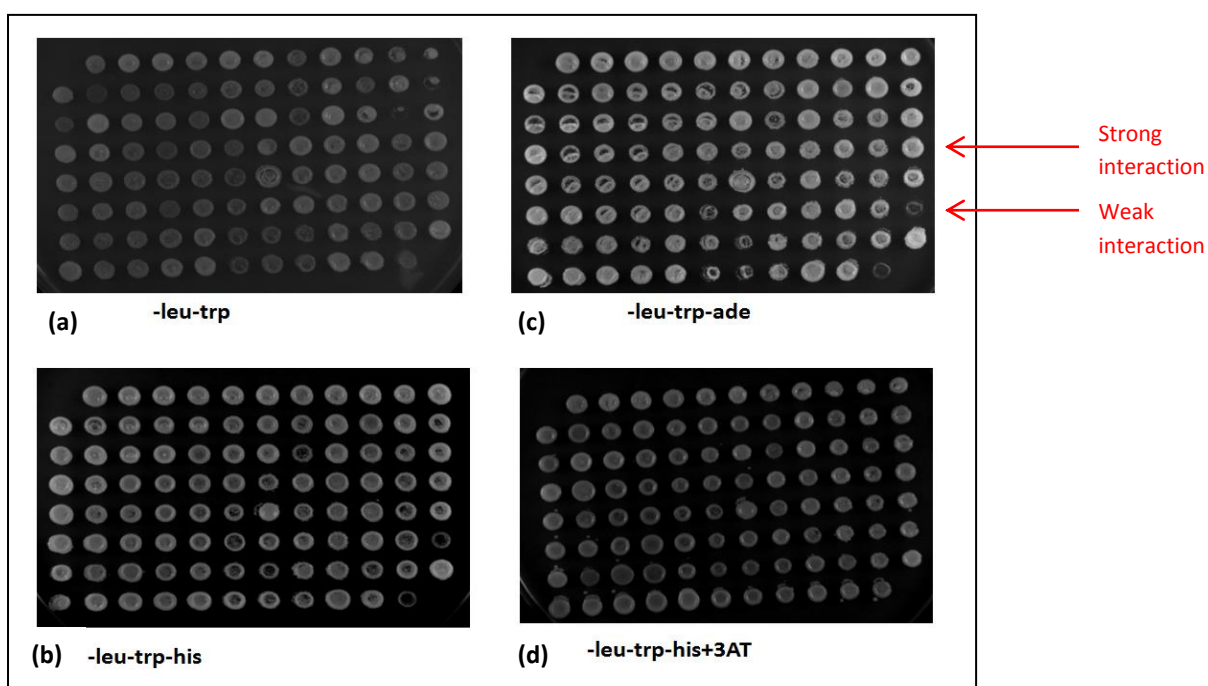 Strong
interaction
Weak
interaction
(a) -leu-trp
(c) -leu-trp-ade
(b) -leu-trp-his
(d) -leu-trp-his+3AT